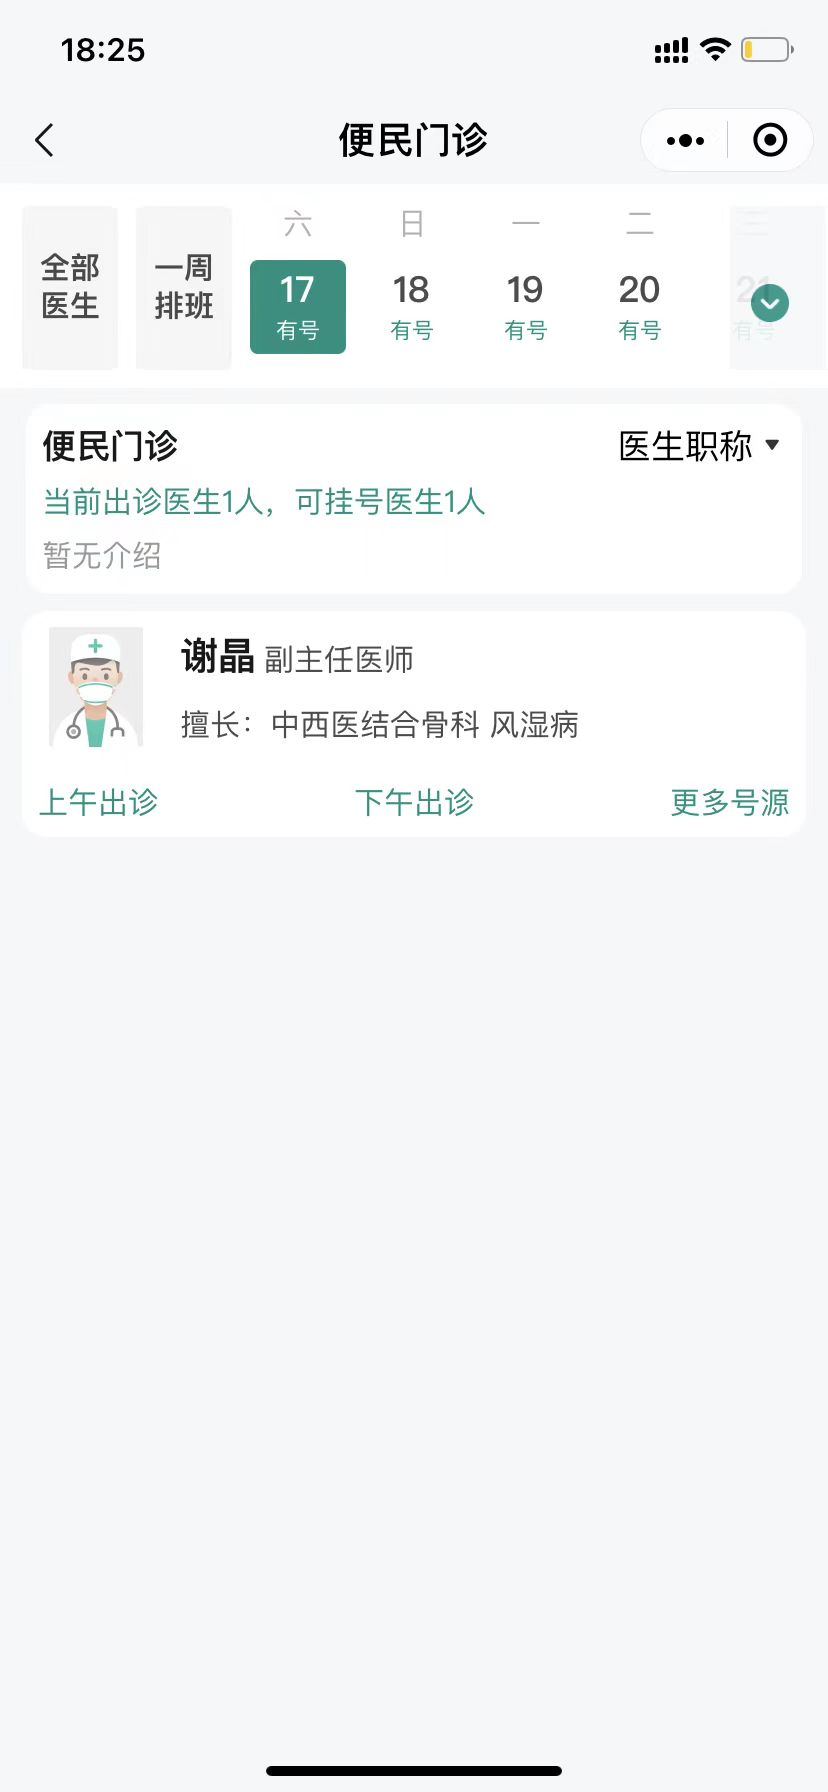 18:25
便民门诊
全部
医生
一周
排班
六
17
有号
日
18
有号
一
19
有号
二
20
有号
三
21
有号
便民门诊
医生职称
当前出诊医生1人，可挂号医生1人
暂无介绍
谢晶 副主任医师
擅长：中西医结合骨科 风湿病
上午出诊
下午出诊
更多号源